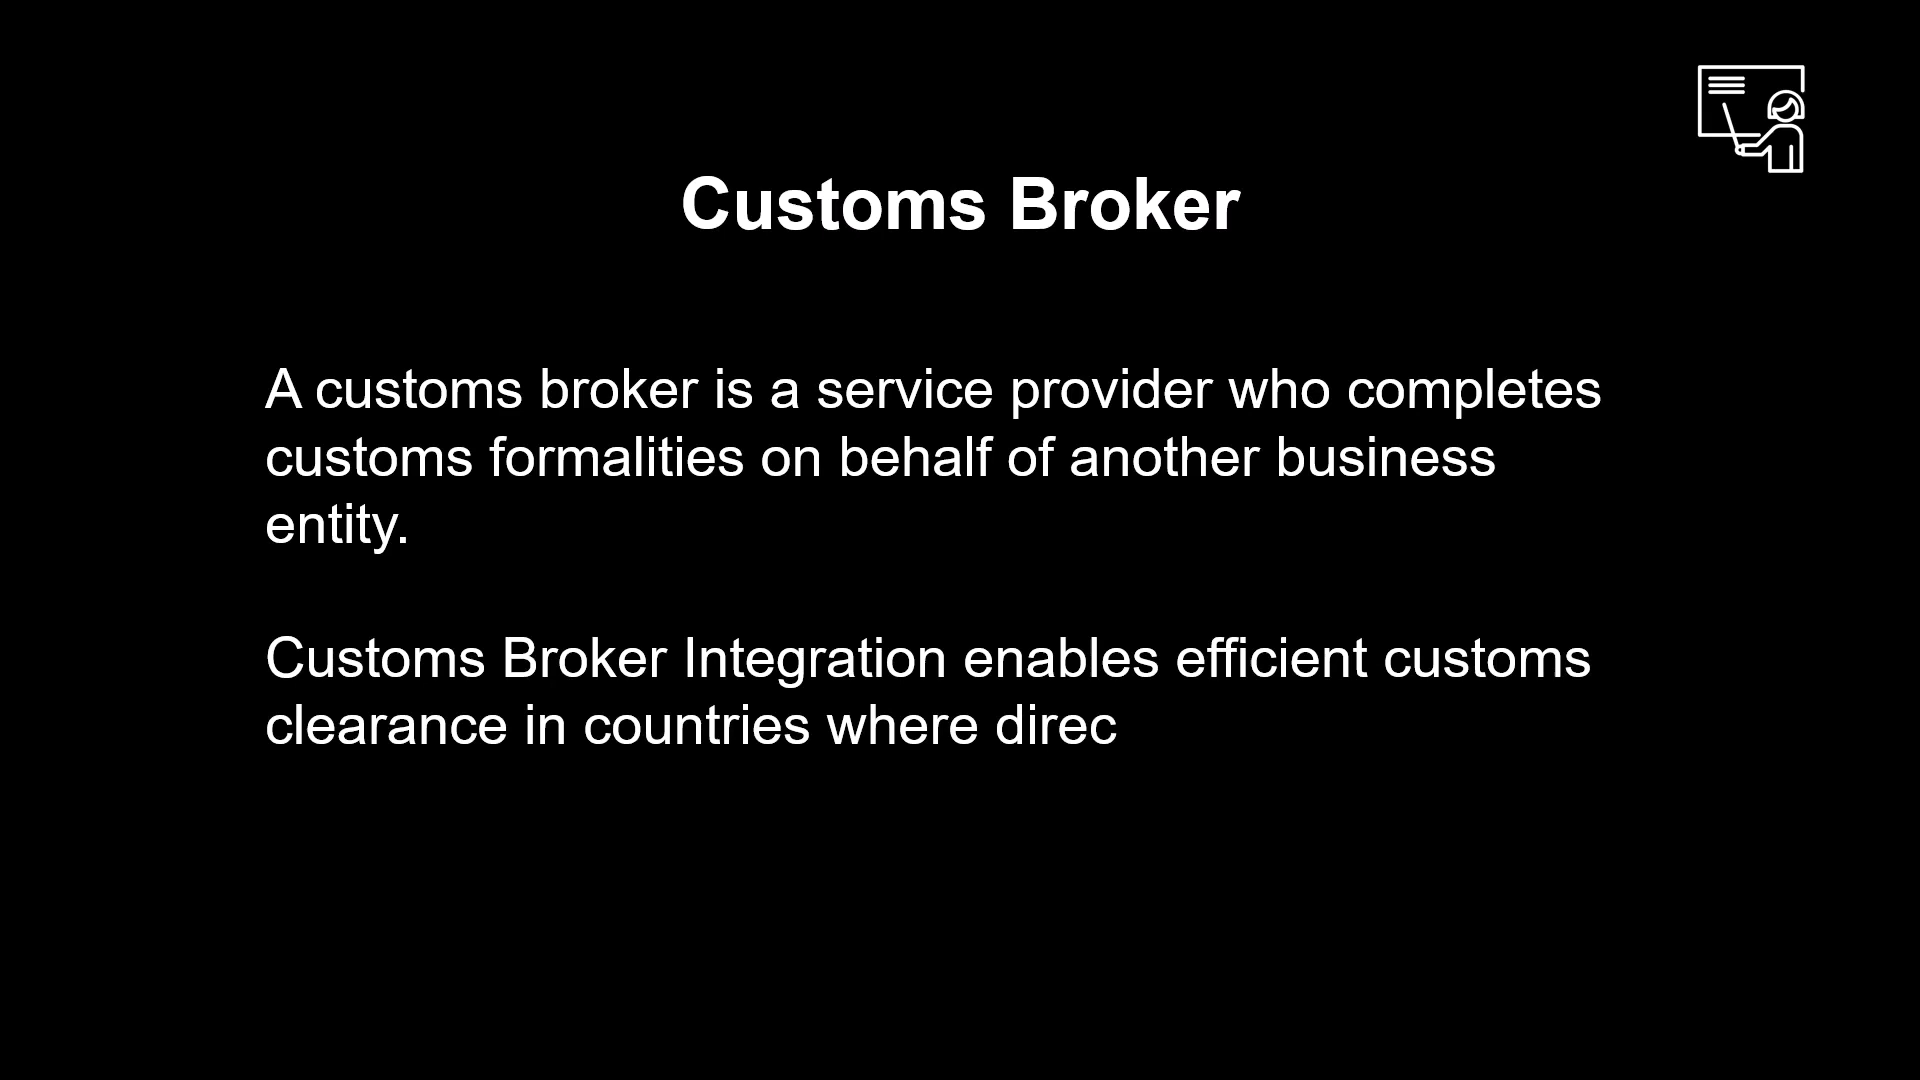 Customs Broker
A customs broker is a service provider who completes
customs formalities on behalf of another business
entity.
Customs Broker Integration enables efficient customs
clearance in countries where direc